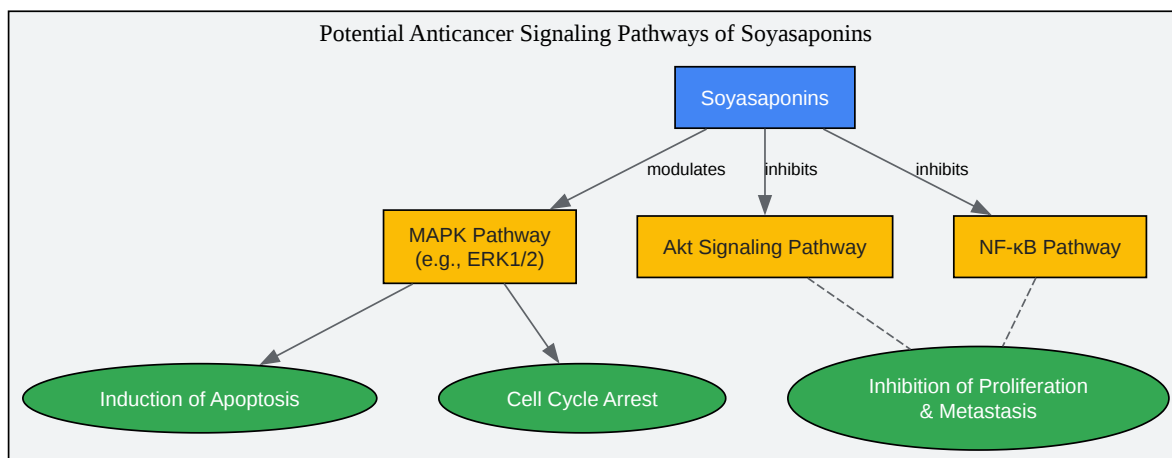 Potential Anticancer Signaling Pathways of Soyasaponins
Soyasaponins
modulates
inhibits
inhibits
MAPK Pathway
(e.g., ERK1/2)
Akt Signaling Pathway
NF-κB Pathway
Induction of Apoptosis
Cell Cycle Arrest
Inhibition of Proliferation
& Metastasis